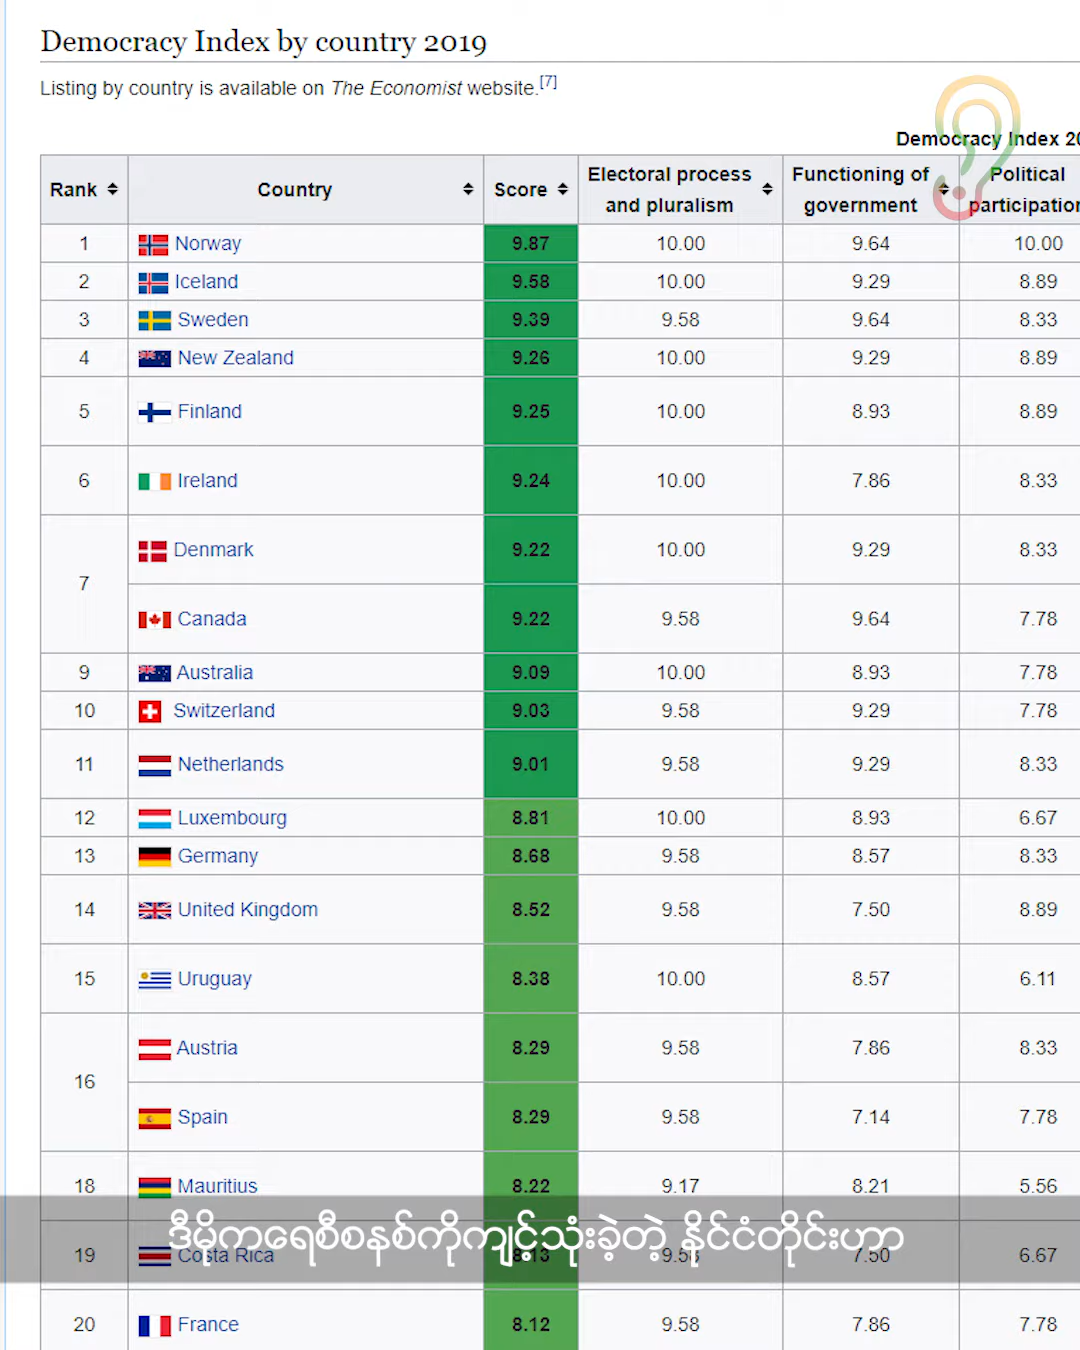 Democracy Index by country 2019
Listing by country is available on The Economist website.[7]
Democracy Index 20
Rank Country Score Electoral process and pluralism Functioning of government Political participation
1 Norway 9.87 10.00 9.64 10.00
2 Iceland 9.58 10.00 9.29 8.89
3 Sweden 9.39 9.58 9.64 8.33
4 New Zealand 9.26 10.00 9.29 8.89
5 Finland 9.25 10.00 8.93 8.89
6 Ireland 9.24 10.00 7.86 8.33
7 Denmark 9.22 10.00 9.29 8.33
Canada 9.22 9.58 9.64 7.78
9 Australia 9.09 10.00 8.93 7.78
10 Switzerland 9.03 9.58 9.29 7.78
11 Netherlands 9.01 9.58 9.29 8.33
12 Luxembourg 8.81 10.00 8.93 6.67
13 Germany 8.68 9.58 8.57 8.33
14 United Kingdom 8.52 9.58 7.50 8.89
15 Uruguay 8.38 10.00 8.57 6.11
16 Austria 8.29 9.58 7.86 8.33
Spain 8.29 9.58 7.14 7.78
18 Mauritius 8.22 9.17 8.21 5.56
ဒီမိုကရေစီစနစ်ကိုကျင့်သုံးခဲ့တဲ့ နိုင်ငံတိုင်းဟာ
19 Costa Rica 8.13 9.58 7.50 6.67
20 France 8.12 9.58 7.86 7.78